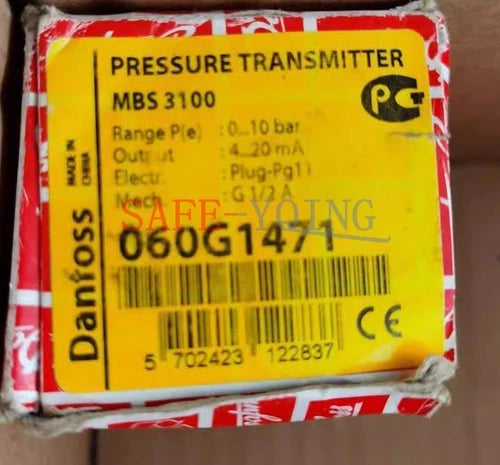 PRESSURE TRANSMITTER
MBS 3100
Range P(e) : 0..10 bar
Output : 4..20 mA
Electr. : Plug-Pg11
Mech. : G 1/2 A
SAFE-YQING
060G1471
5 702423 122837
CE
Danfoss
MADE IN
CHINA